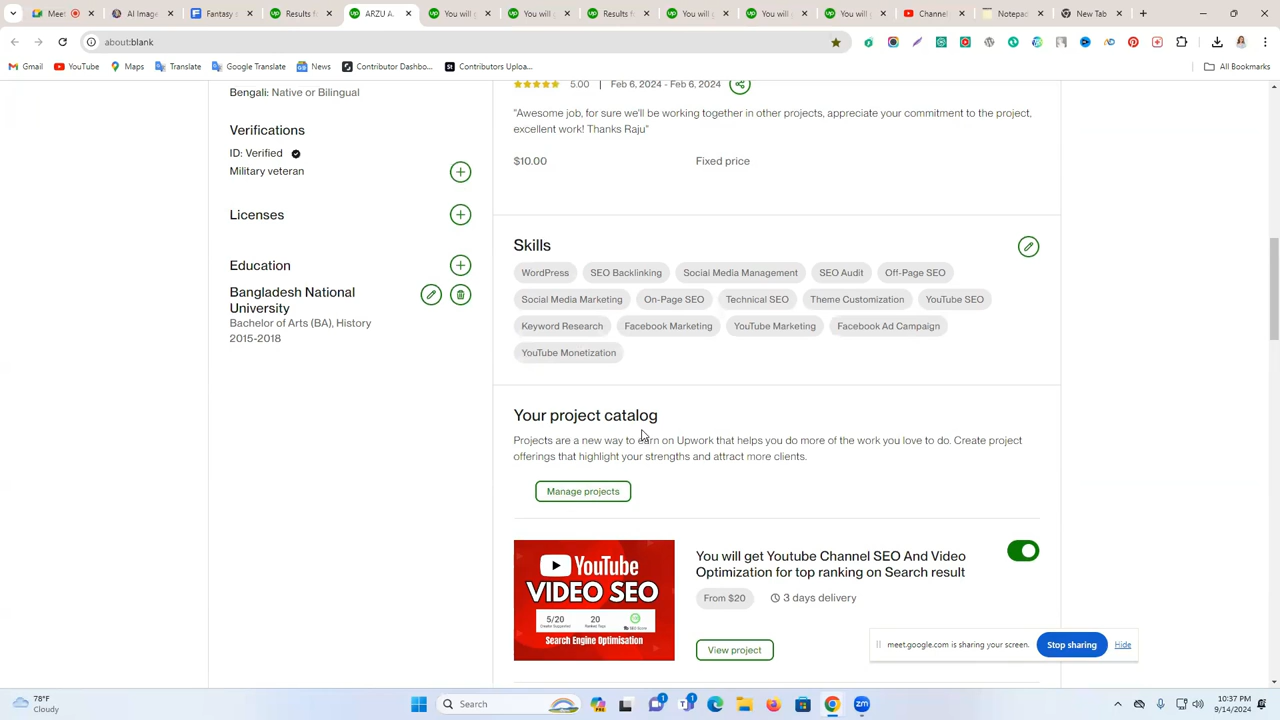 Meet
Image
Fantasy
Results f
ARZU A
You will
You will
Results f
You will
You will
You will
Channel
Notepac
New Tab
about:blank
Gmail
YouTube
Maps
Translate
Google Translate
News
Contributor Dashbo...
Contributors Uploa...
All Bookmarks
5.00 | Feb 6, 2024 - Feb 6, 2024
Bengali: Native or Bilingual
"Awesome job, for sure we'll be working together in other projects, appreciate your commitment to the project,
excellent work! Thanks Raju"
Verifications
ID: Verified
Military veteran
$10.00
Fixed price
Licenses
Skills
Education
WordPress
SEO Backlinking
Social Media Management
SEO Audit
Off-Page SEO
Bangladesh National
University
Social Media Marketing
On-Page SEO
Technical SEO
Theme Customization
YouTube SEO
Bachelor of Arts (BA), History
2015-2018
Keyword Research
Facebook Marketing
YouTube Marketing
Facebook Ad Campaign
YouTube Monetization
Your project catalog
Projects are a new way to earn on Upwork that helps you do more of the work you love to do. Create project
offerings that highlight your strengths and attract more clients.
Manage projects
YouTube
VIDEO SEO
5/20
20
Search Engine Optimisation
You will get Youtube Channel SEO And Video
Optimization for top ranking on Search result
From $20
3 days delivery
View project
meet.google.com is sharing your screen.
Stop sharing
Hide
78°F
Cloudy
Search
10:37 PM
9/14/2024